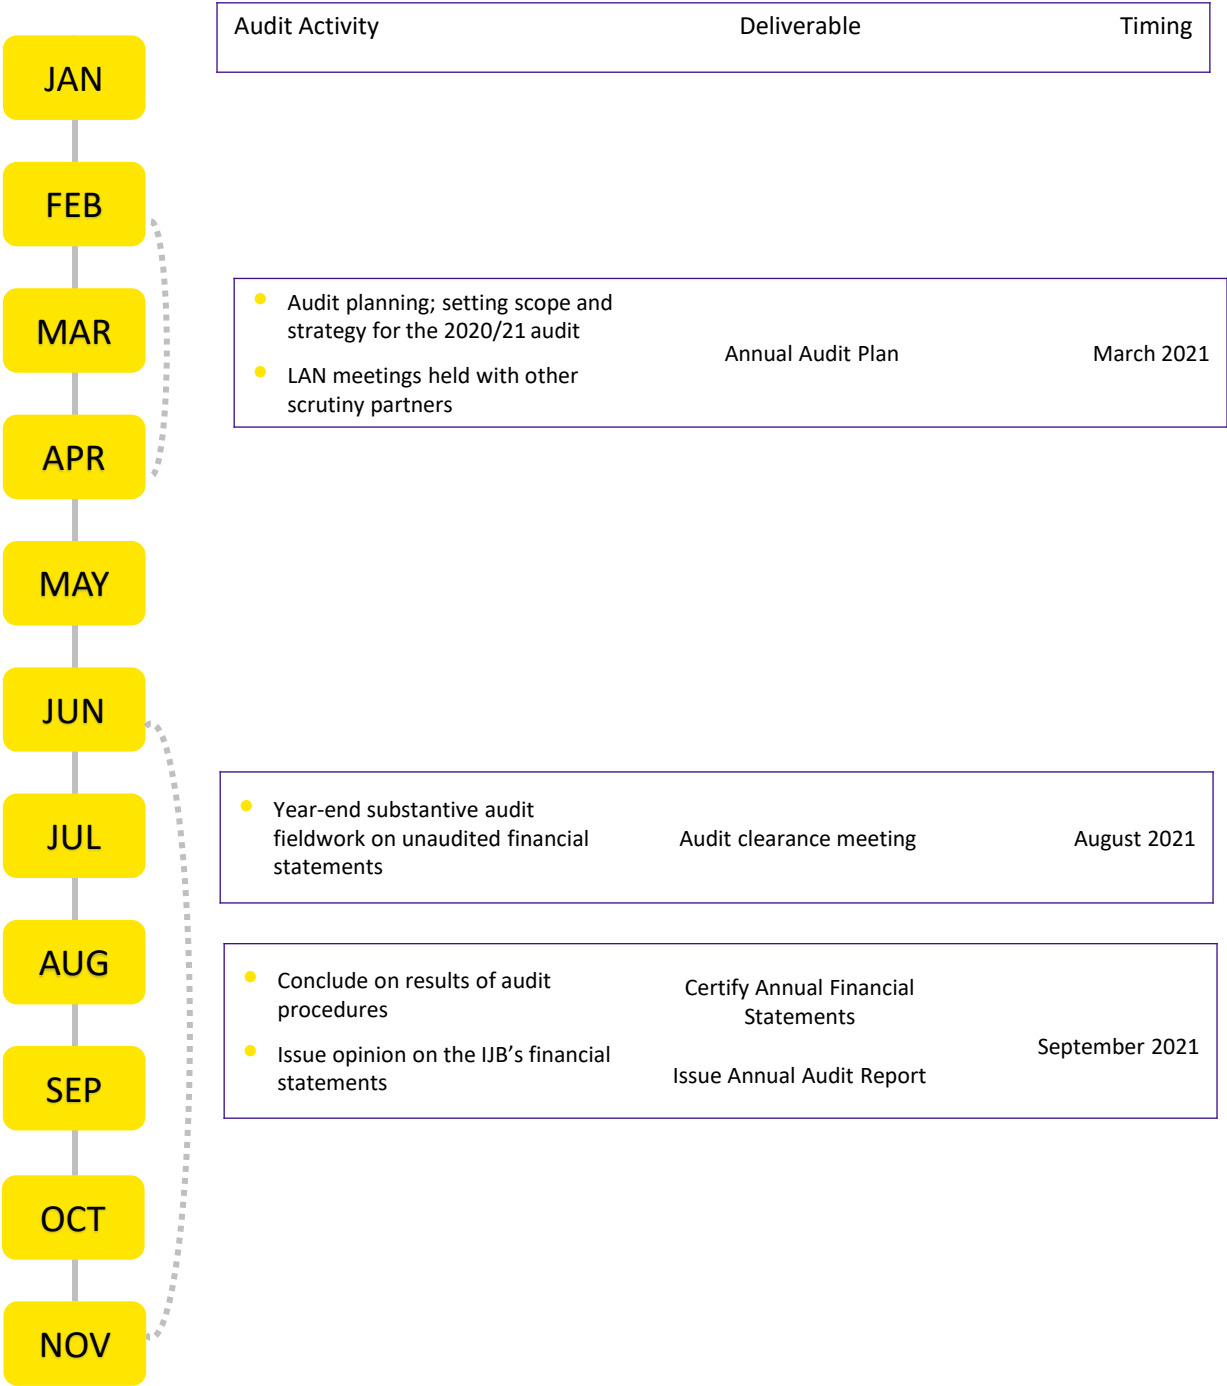 Audit Activity Deliverable Timing
JAN
FEB
MAR
APR
MAY
JUN
JUL
AUG
SEP
OCT
NOV
Audit planning; setting scope and
strategy for the 2020/21 audit
LAN meetings held with other
scrutiny partners
Annual Audit Plan
March 2021
Year-end substantive audit
fieldwork on unaudited financial
statements
Audit clearance meeting
August 2021
Conclude on results of audit
procedures
Issue opinion on the IJB's financial
statements
Certify Annual Financial
Statements
Issue Annual Audit Report
September 2021